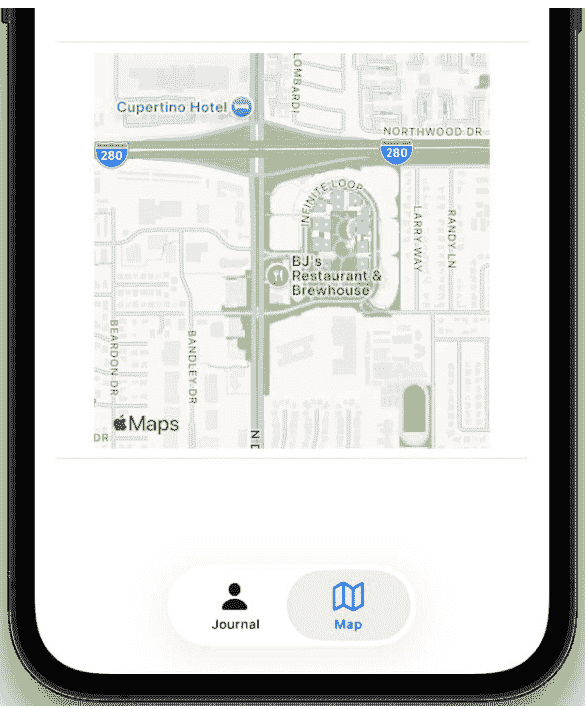 LOMBARDI
Cupertino Hotel
NORTHWOOD DR
280
280
INFINITE LOOP
LARRY WAY
RANDY LN
BJ's
Restaurant &
Brewhouse
BEARDON DR
BANDLEY DR
Maps
DR
Journal
Map